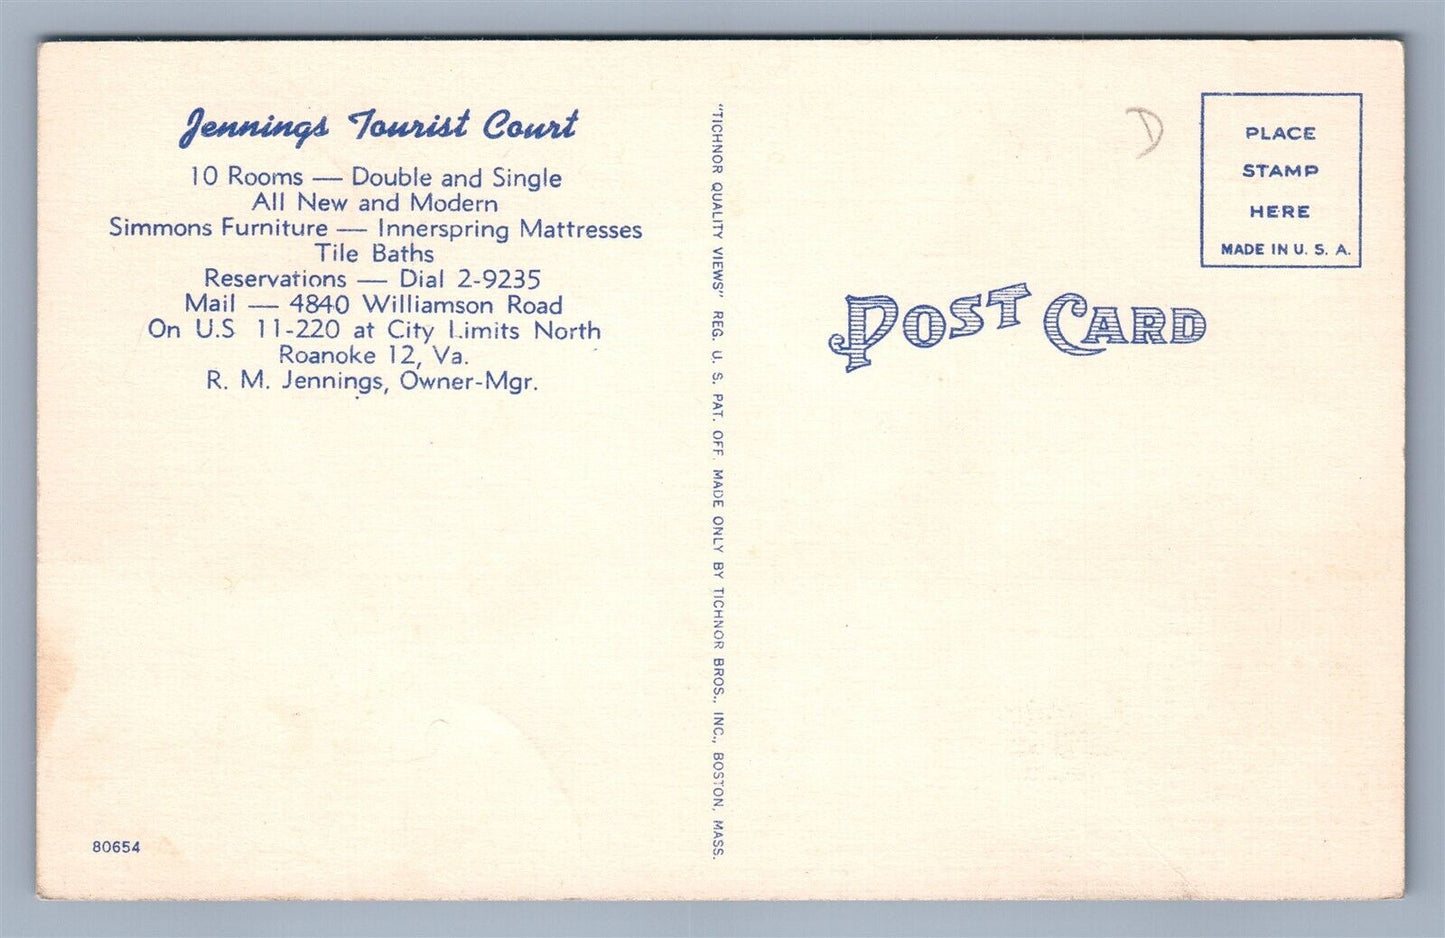 Jennings Tourist Court
10 Rooms — Double and Single
All New and Modern
Simmons Furniture — Innerspring Mattresses
Tile Baths
Reservations — Dial 2-9235
Mail — 4840 Williamson Road
On U.S 11-220 at City Limits North
Roanoke 12, Va.
R. M. Jennings, Owner-Mgr.
80654
"TICHNOR QUALITY VIEWS" REG. U. S. PAT. OFF. MADE ONLY BY TICHNOR BROS., INC., BOSTON, MASS.
D
PLACE
STAMP
HERE
MADE IN U. S. A.
POST CARD